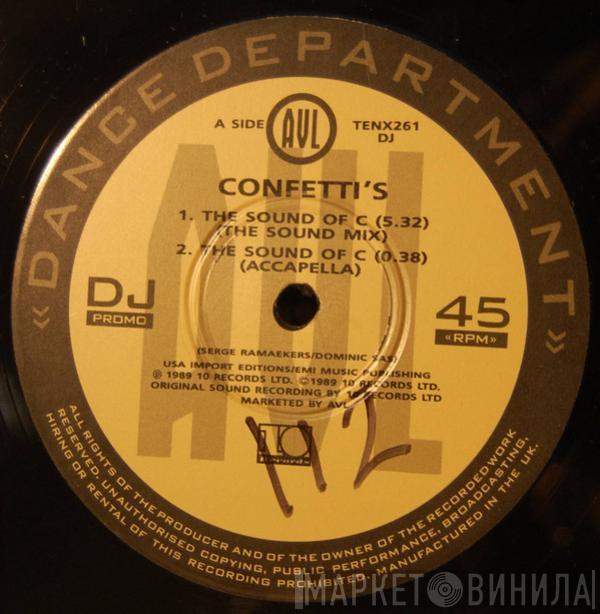 «DANCE DEPARTMENT»
A SIDE
AVL
TENX261
DJ
CONFETTI'S
1. THE SOUND OF C (5.32)
(THE SOUND MIX)
2. THE SOUND OF C (0.38)
(ACCAPELLA)
DJ
PROMO
45
«RPM»
(SERGE RAMAEKERS/DOMINIC SAS)
USA IMPORT EDITIONS/EMI MUSIC PUBLISHING
℗ 1989 10 RECORDS LTD. ©1989 10 RECORDS LTD.
ORIGINAL SOUND RECORDING BY 10 RECORDS LTD
MARKETED BY AVL
10
Records
112
AVL
ALL RIGHTS OF THE PRODUCER AND OF THE OWNER OF THE RECORDED WORK
RESERVED. UNAUTHORISED COPYING, PUBLIC PERFORMANCE, BROADCASTING,
HIRING OR RENTAL OF THIS RECORDING PROHIBITED. MANUFACTURED IN THE UK.
МАРКЕТ ВИНИЛА